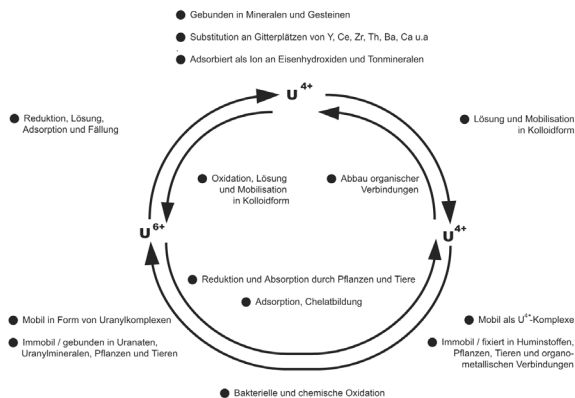 Gebunden in Mineralen und Gesteinen
Substitution an Gitterplätzen von Y, Ce, Zr, Th, Ba, Ca u.a
Adsorbiert als Ion an Eisenhydroxiden und Tonmineralen
U4+
Reduktion, Lösung,
Adsorption und Fällung
Lösung und Mobilisation
in Kolloidform
Oxidation, Lösung
und Mobilisation
in Kolloidform
Abbau organischer
Verbindungen
U6+
U4+
Reduktion und Absorption durch Pflanzen und Tiere
Adsorption, Chelatbildung
Mobil in Form von Uranylkomplexen
Immobil / gebunden in Uranaten,
Uranylmineralen, Pflanzen und Tieren
Mobil als U4+-Komplexe
Immobil / fixiert in Huminstoffen,
Pflanzen, Tieren und organo-
metallischen Verbindungen
Bakterielle und chemische Oxidation